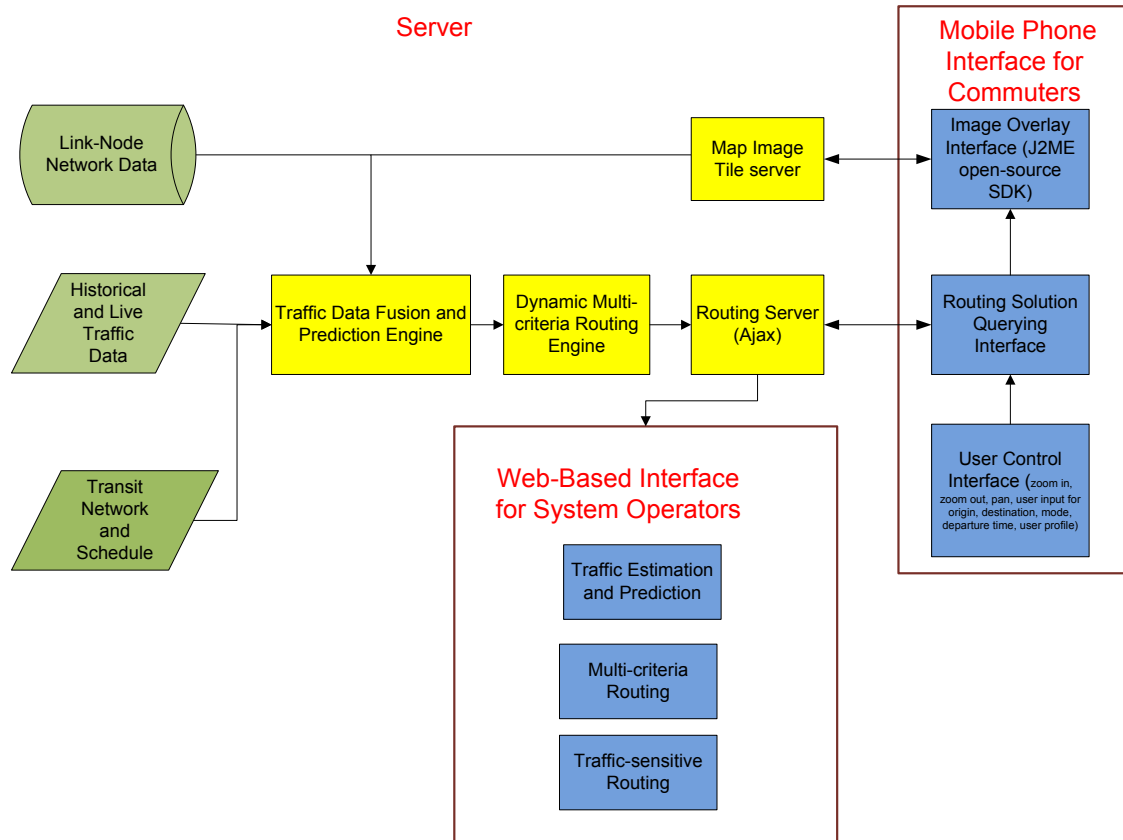 Server
Mobile Phone
Interface for
Commuters
Link-Node
Network Data
Map Image
Tile server
Image Overlay
Interface (J2ME
open-source
SDK)
Historical
and Live
Traffic
Data
Traffic Data Fusion and
Prediction Engine
Dynamic Multi-
criteria Routing
Engine
Routing Server
(Ajax)
Routing Solution
Querying
Interface
Transit
Network
and
Schedule
User Control
Interface (zoom in,
zoom out, pan, user input for
origin, destination, mode,
departure time, user profile)
Web-Based Interface
for System Operators
Traffic Estimation
and Prediction
Multi-criteria
Routing
Traffic-sensitive
Routing